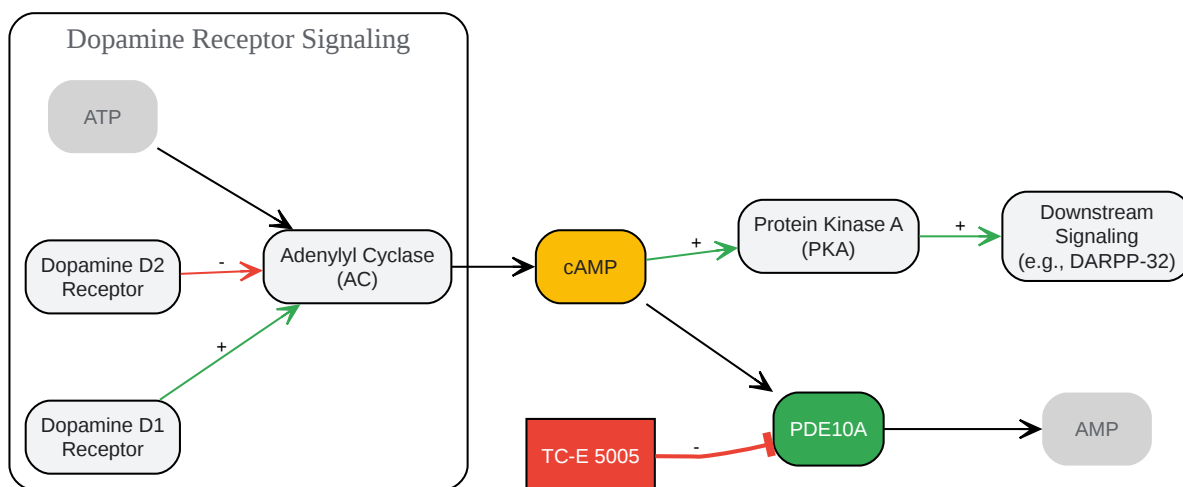 Dopamine Receptor Signaling
ATP
Dopamine D2
Receptor
-
Adenylyl Cyclase
(AC)
+
Dopamine D1
Receptor
cAMP
+
Protein Kinase A
(PKA)
+
Downstream
Signaling
(e.g., DARPP-32)
TC-E 5005
-
PDE10A
AMP